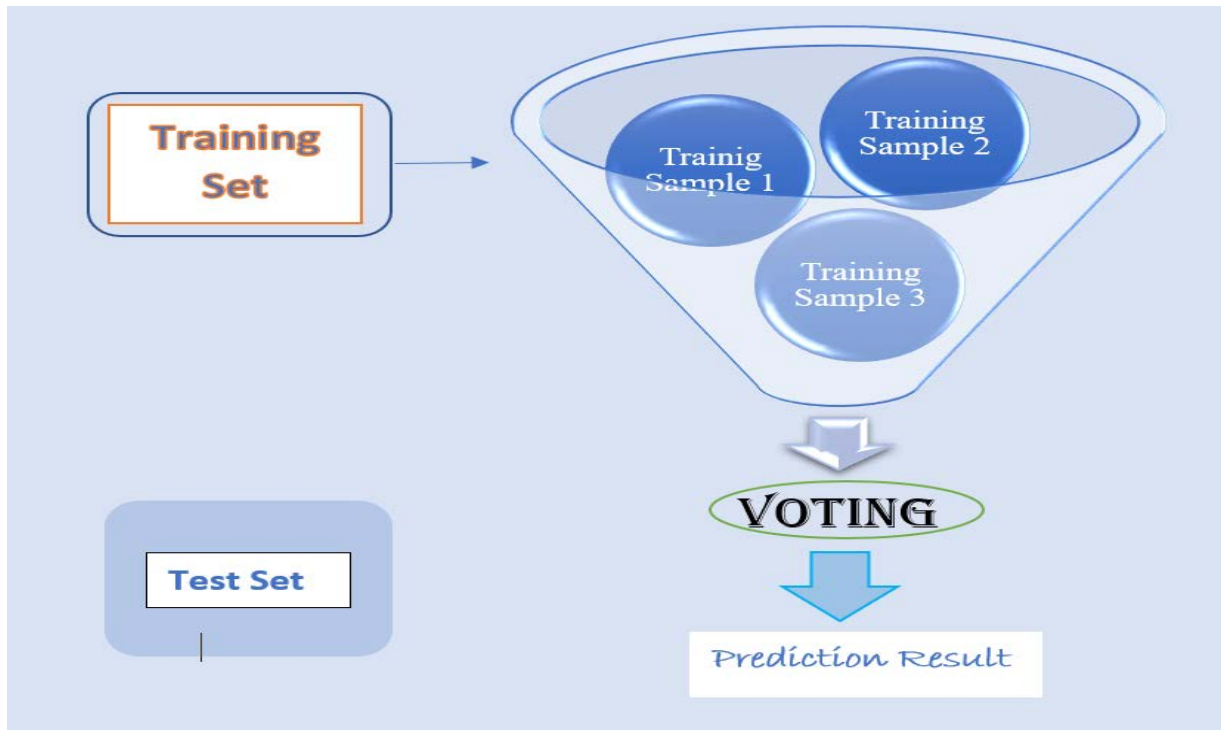 Training
Set
Trainig
Sample 1
Training
Sample 2
Training
Sample 3
VOTING
Test Set
Prediction Result